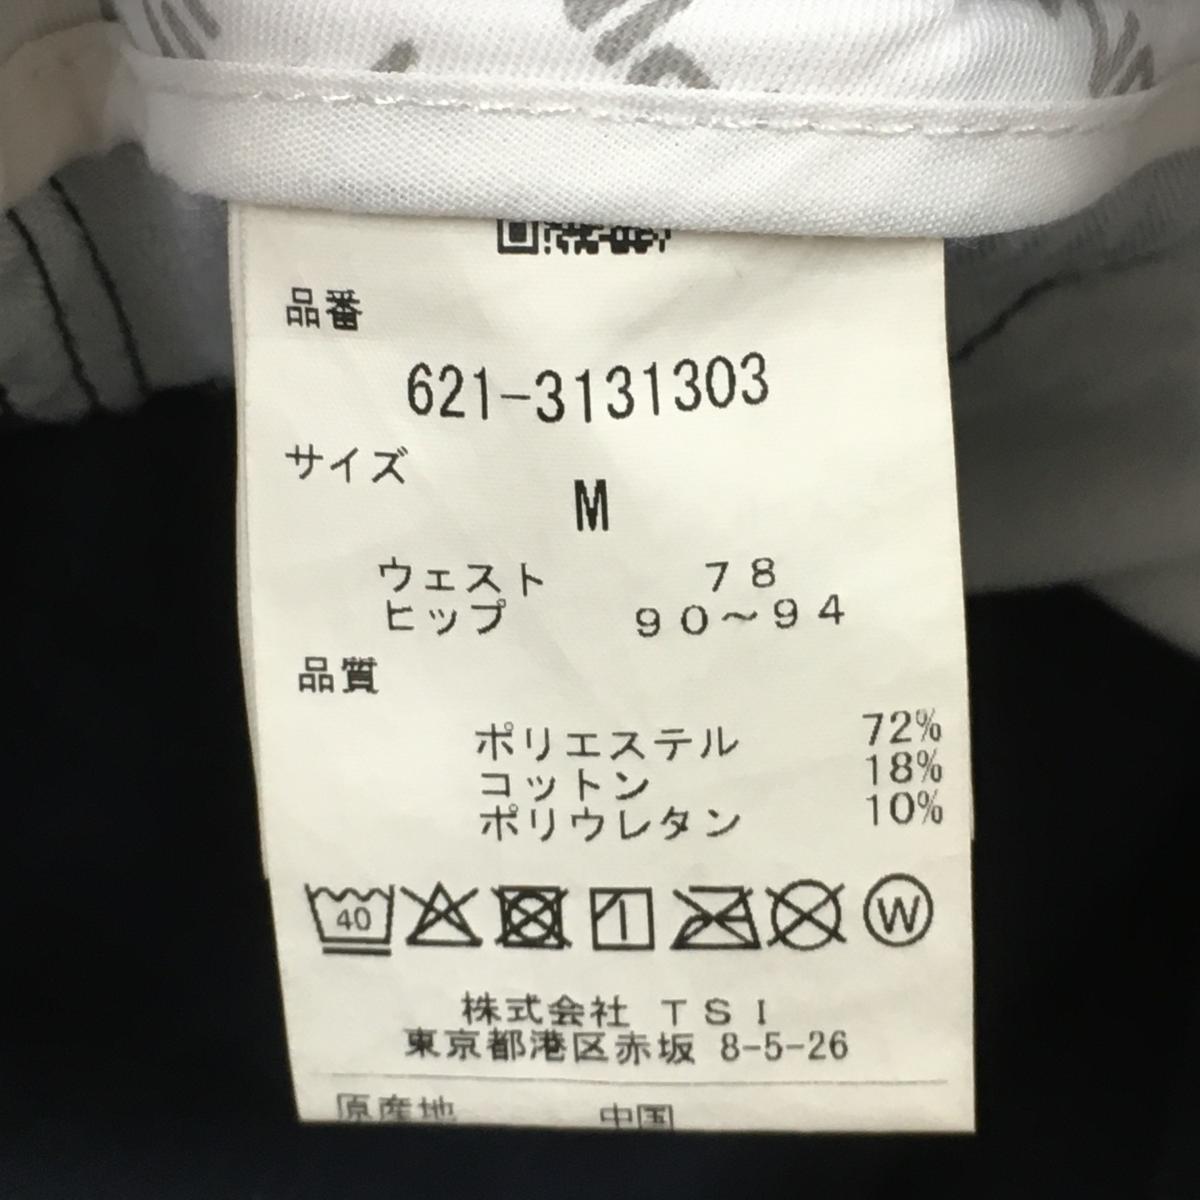 品番
621-3131303
サイズ
M
ウェスト 78
ヒップ 90～94
品質
ポリエステル 72%
コットン 18%
ポリウレタン 10%
40 W
株式会社 TSI
東京都港区赤坂 8-5-26
原産地 中国